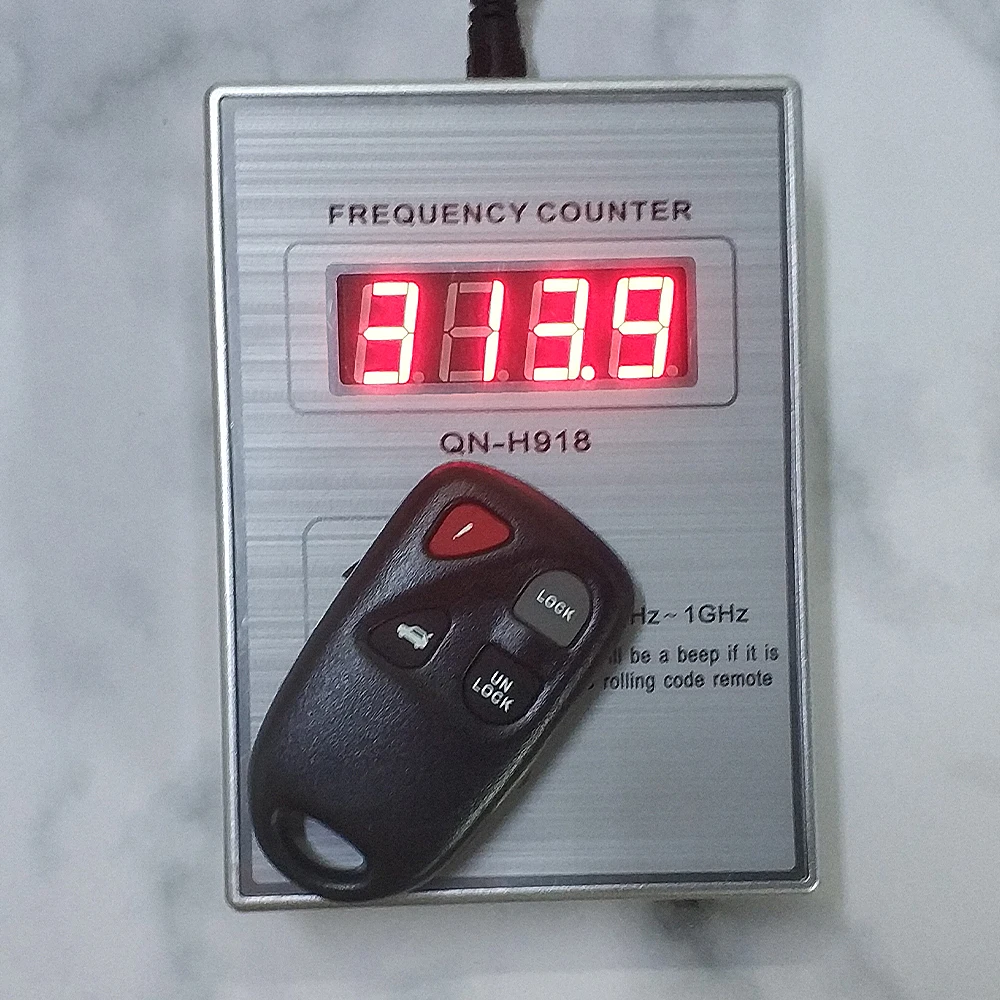 FREQUENCY COUNTER
313.9
QN-H918
LOCK
UN
LOCK
Hz~1GHz
be a beep if it is
rolling code remote